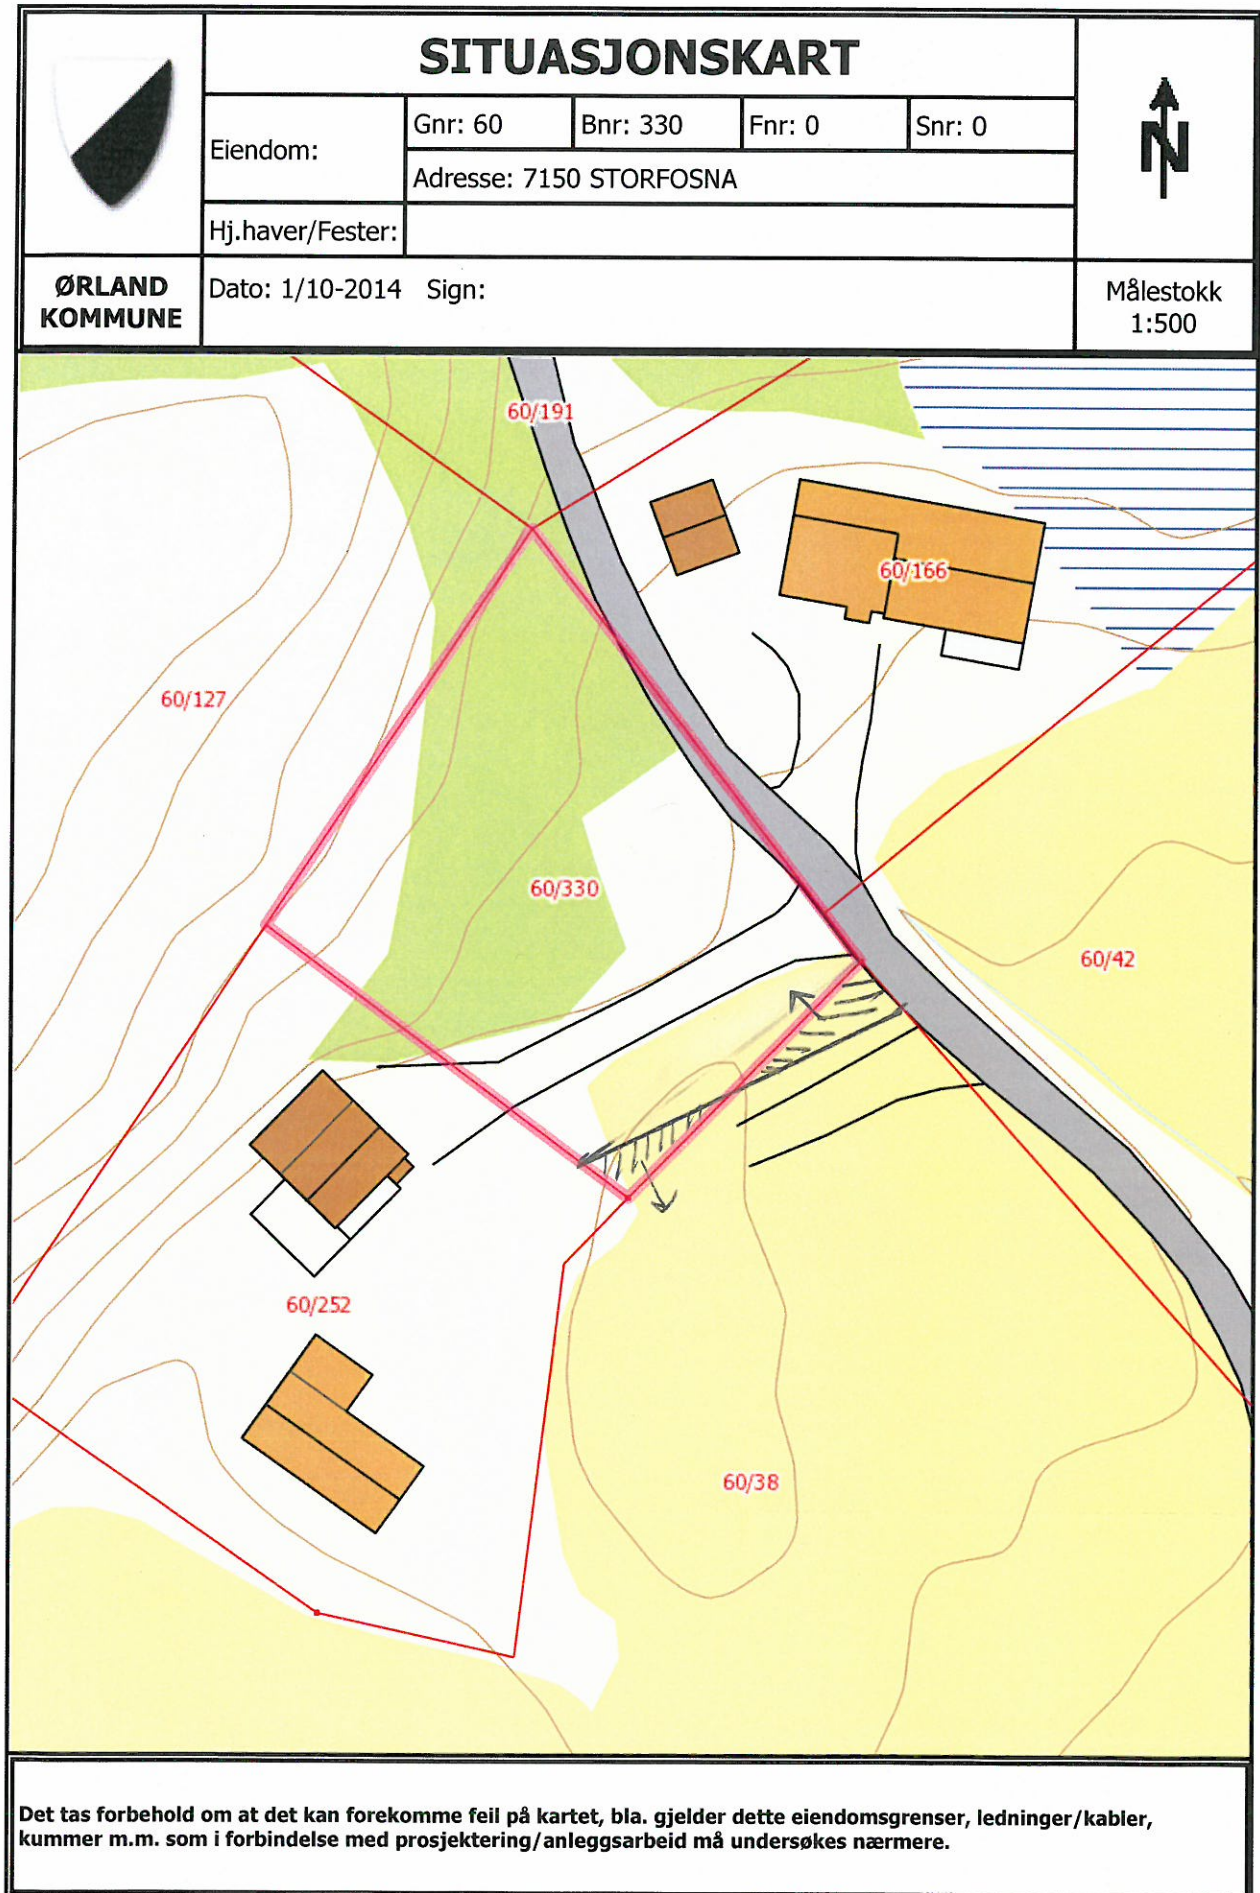 SITUASJONSKART
Eiendom:
Gnr: 60
Bnr: 330
Fnr: 0
Snr: 0
Adresse: 7150 STORFOSNA
Hj.haver/Fester:
N
ØRLAND
KOMMUNE
Dato: 1/10-2014 Sign:
Målestokk
1:500
60/191
60/166
60/127
60/330
60/42
60/252
60/38
Det tas forbehold om at det kan forekomme feil på kartet, bla. gjelder dette eiendomsgrenser, ledninger/kabler,
kummer m.m. som i forbindelse med prosjektering/anleggsarbeid må undersøkes nærmere.